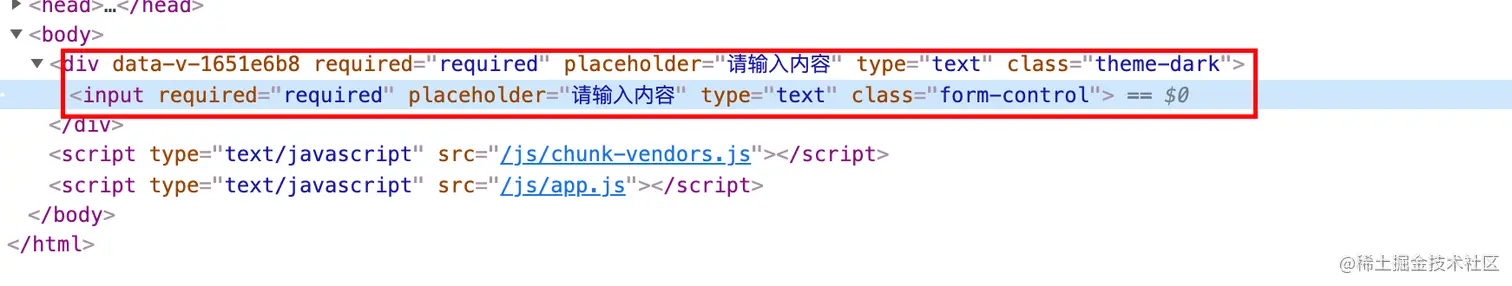 <head>…</head>
<body>
<div data-v-1651e6b8 required="required" placeholder="请输入内容" type="text" class="theme-dark">
<input required="required" placeholder="请输入内容" type="text" class="form-control"> == $0
</div>
<script type="text/javascript" src="/js/chunk-vendors.js"></script>
<script type="text/javascript" src="/js/app.js"></script>
</body>
</html>
@稀土掘金技术社区